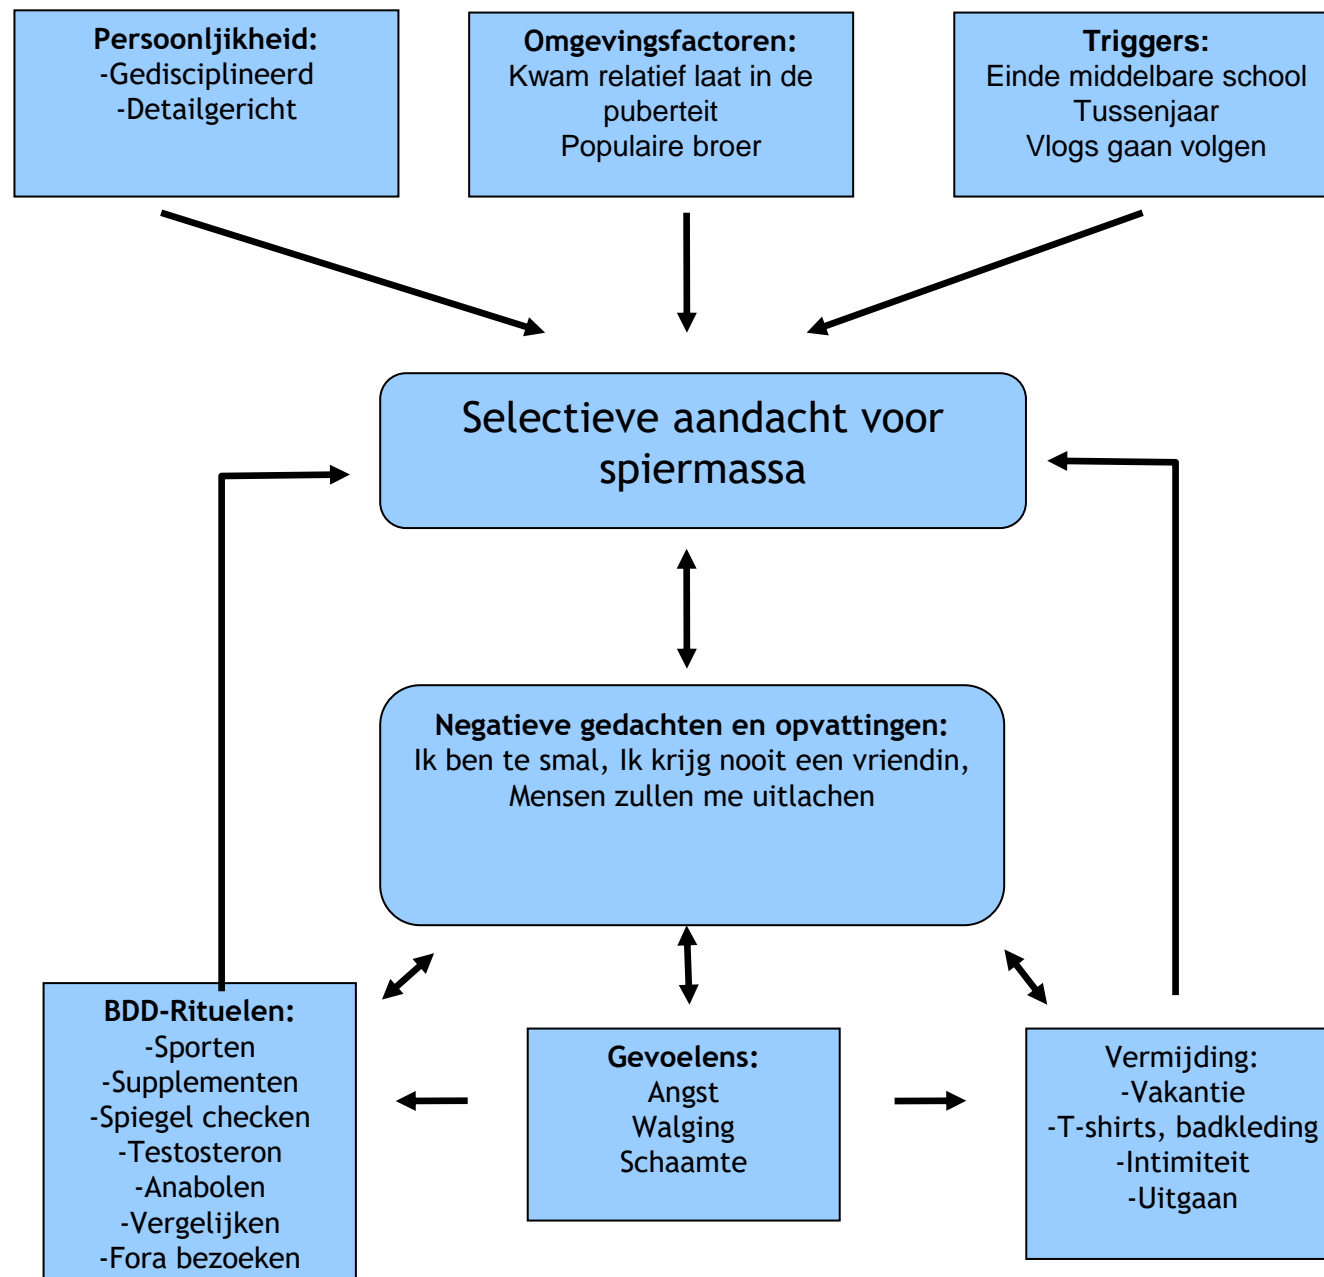 Persoonljikheid:
-Gedisciplineerd
-Detailgericht
Omgevingsfactoren:
Kwam relatief laat in de
puberteit
Populaire broer
Triggers:
Einde middelbare school
Tussenjaar
Vlogs gaan volgen
Selectieve aandacht voor
spiermassa
Negatieve gedachten en opvattingen:
Ik ben te smal, Ik krijg nooit een vriendin,
Mensen zullen me uitlachen
BDD-Rituelen:
-Sporten
-Supplementen
-Spiegel checken
-Testosteron
-Anabolen
-Vergelijken
-Fora bezoeken
Gevoelens:
Angst
Walging
Schaamte
Vermijding:
-Vakantie
-T-shirts, badkleding
-Intimiteit
-Uitgaan